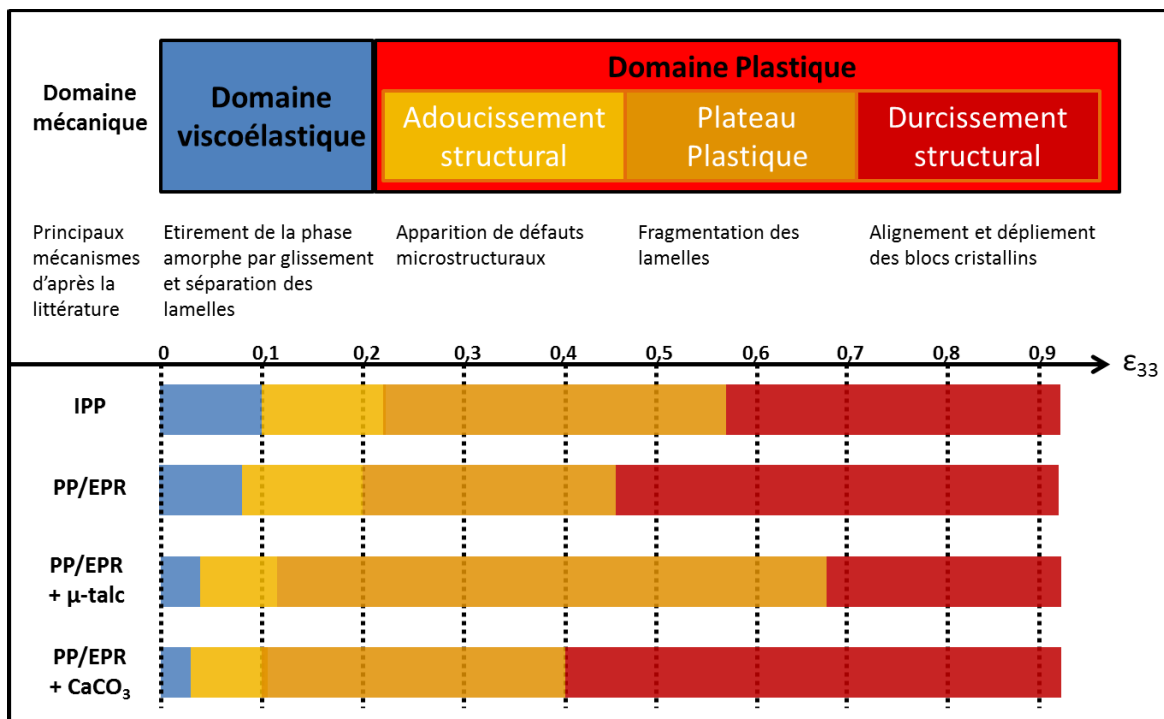 Domaine
mécanique
Domaine
viscoélastique
Domaine Plastique
Adoucissement
structural
Plateau
Plastique
Durcissement
structural
Principaux
mécanismes
d'après la
littérature
Etirement de la phase
amorphe par glissement
et séparation des
lamelles
Apparition de défauts
microstructuraux
Fragmentation des
lamelles
Alignement et dépliement
des blocs cristallins
0 0,1 0,2 0,3 0,4 0,5 0,6 0,7 0,8 0,9
ε₃₃
IPP
PP/EPR
PP/EPR
+ μ-talc
PP/EPR
+ CaCO₃